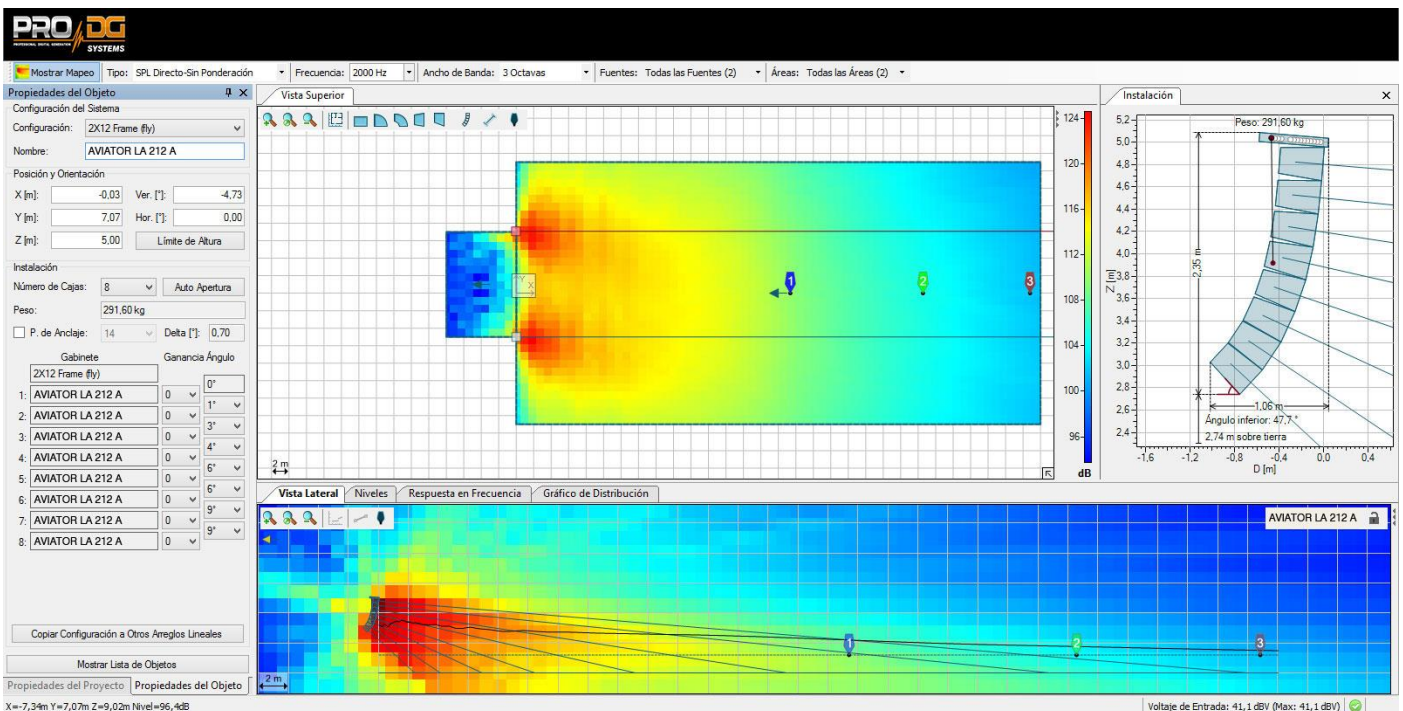 PRO DG
PROFESSIONAL DIGITAL GENERATION
SYSTEMS
Mostrar Mapeo Tipo: SPL Directo-Sin Ponderación Frecuencia: 2000 Hz Ancho de Banda: 3 Octavas Fuentes: Todas las Fuentes (2) Áreas: Todas las Áreas (2)
Propiedades del Objeto
Configuración del Sistema
Configuración: 2X12 Frame (fly)
Nombre: AVIATOR LA 212 A
Posición y Orientación
X [m]: -0,03 Ver. [°]: -4,73
Y [m]: 7,07 Hor. [°]: 0,00
Z [m]: 5,00 Límite de Altura
Instalación
Número de Cajas: 8 Auto Apertura
Peso: 291,60 kg
P. de Anclaje: 14 Delta [°]: 0,70
Gabinete Ganancia Ángulo
2X12 Frame (fly)
0°
1: AVIATOR LA 212 A 0
1°
2: AVIATOR LA 212 A 0
3°
3: AVIATOR LA 212 A 0
4°
4: AVIATOR LA 212 A 0
6°
5: AVIATOR LA 212 A 0
6°
6: AVIATOR LA 212 A 0
9°
7: AVIATOR LA 212 A 0
9°
8: AVIATOR LA 212 A 0
Copiar Configuración a Otros Arreglos Lineales
Mostrar Lista de Objetos
Propiedades del Proyecto Propiedades del Objeto
Vista Superior
Y
X
1
2
3
2 m
124
120
116
112
108
104
100
96
dB
Instalación
Peso: 291,60 kg
5,2
5,0
4,8
4,6
4,4
4,2
4,0
3,8
3,6
3,4
3,2
3,0
2,8
2,6
2,4
Z [m]
2,35 m
1,06 m
Ángulo inferior: 47,7 °
2,74 m sobre tierra
-1,6 -1,2 -0,8 -0,4 0,0 0,4
D [m]
Vista Lateral Niveles Respuesta en Frecuencia Gráfico de Distribución
AVIATOR LA 212 A
1
2
3
2 m
X=-7,34m Y=7,07m Z=9,02m Nivel=96,4dB
Voltaje de Entrada: 41,1 dBV (Max: 41,1 dBV)